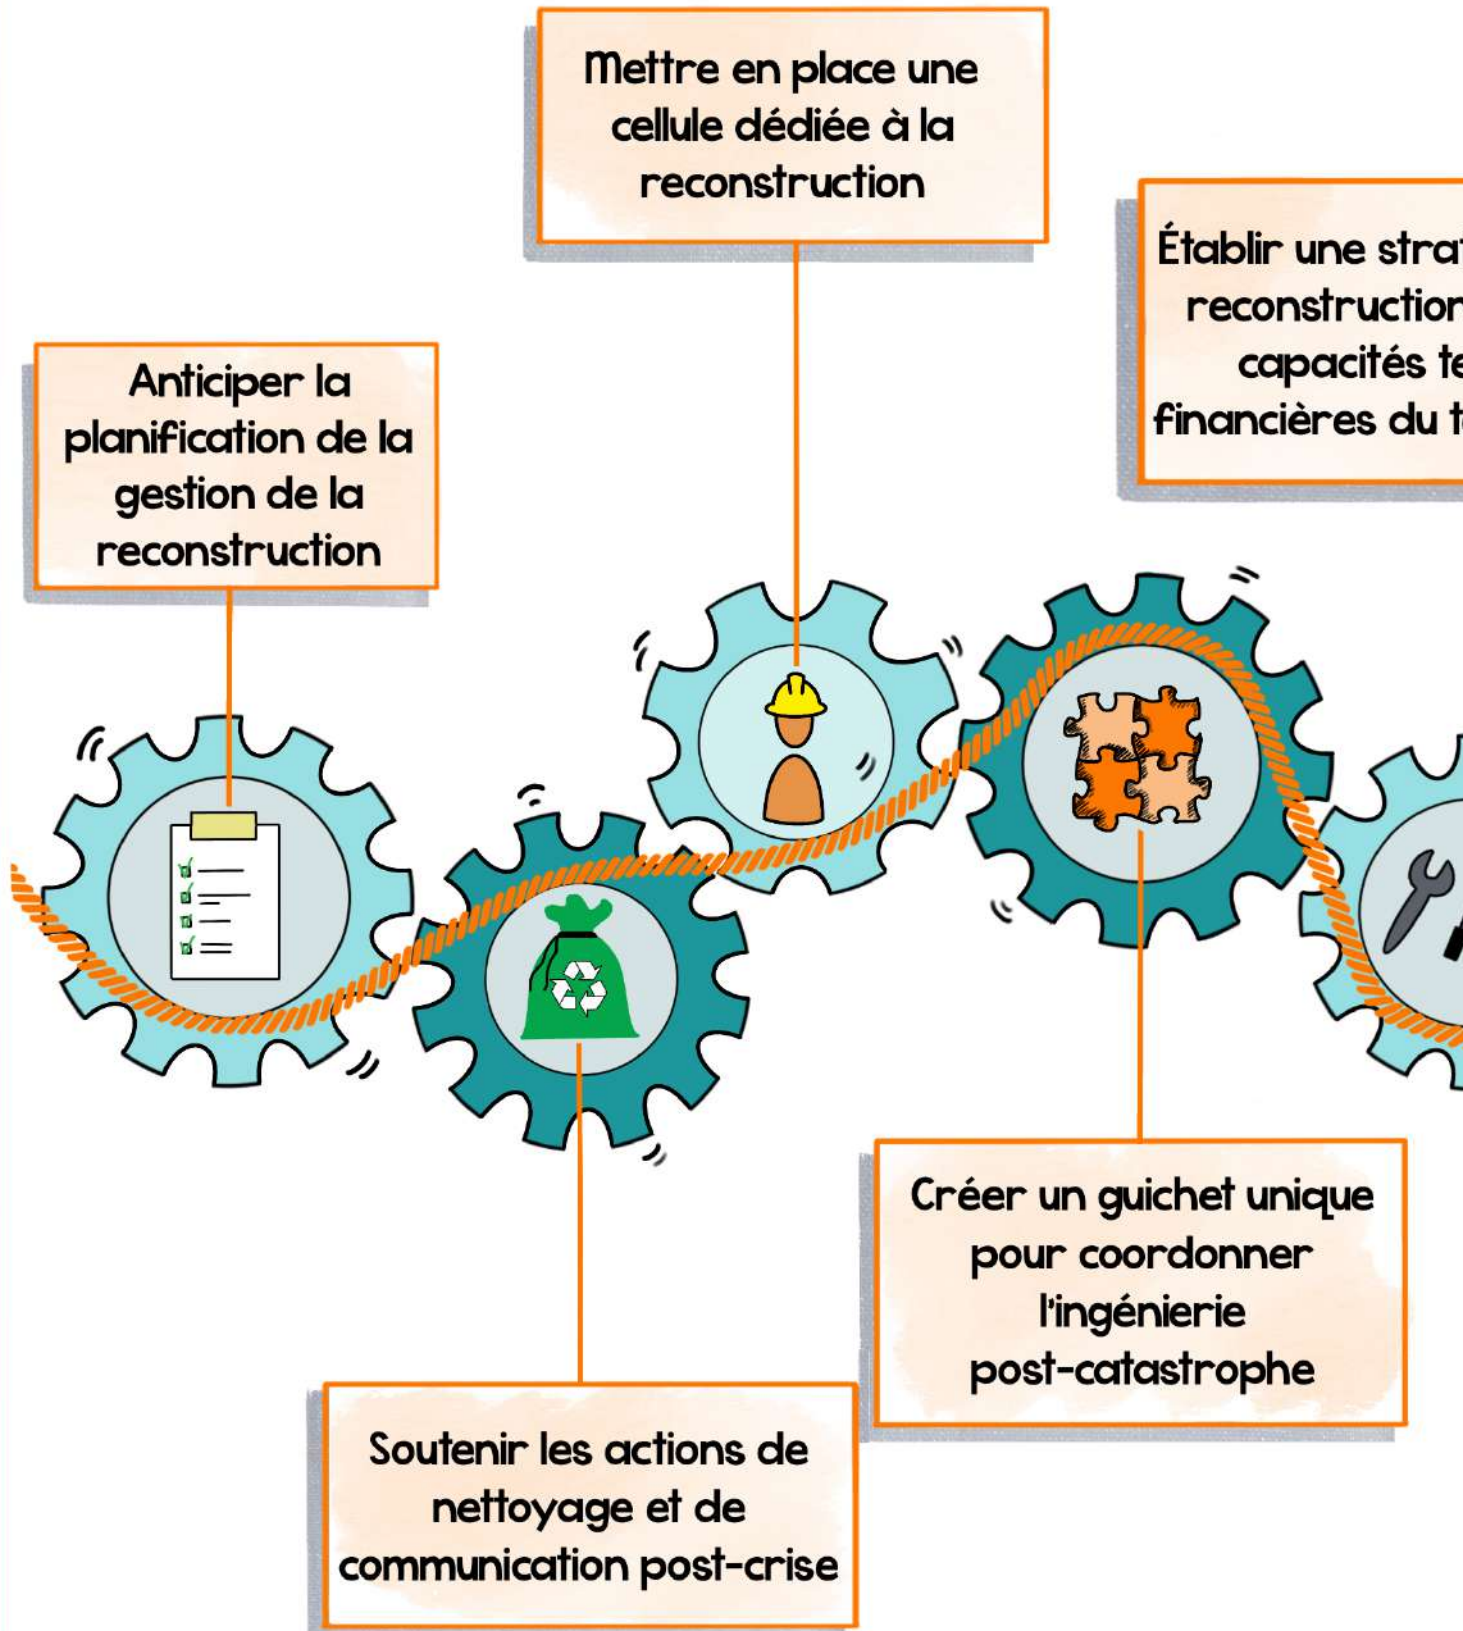 Mettre en place une
cellule dédiée à la
reconstruction
Établir une
reconstruction
capacités
financières du
Anticiper la
planification de la
gestion de la
reconstruction
Créer un guichet unique
pour coordonner
l'ingénierie
post-catastrophe
Soutenir les actions de
nettoyage et de
communication post-crise